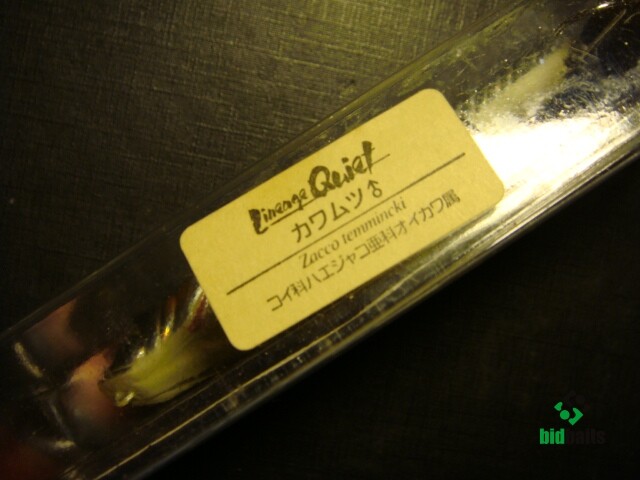 Lineage Quiet
カワムツ♂
Zacco temmincki
コイ科ハエジャコ亜科オイカワ属
bidbaits